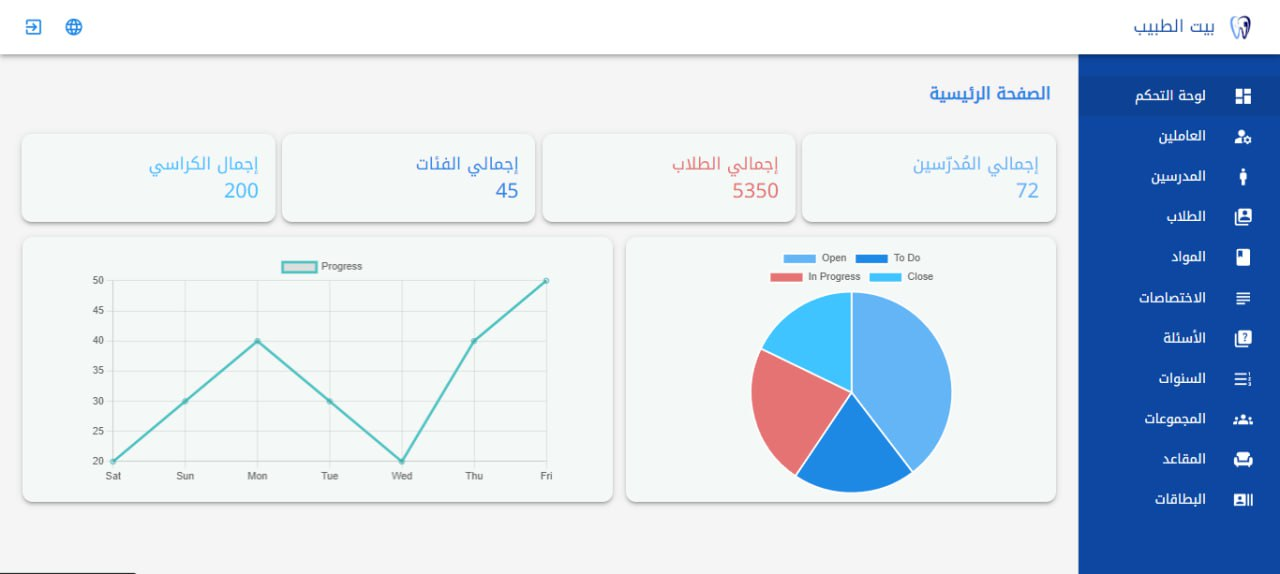 بيت الطبيب
لوحة التحكم
العاملين
المدرسين
الطلاب
المواد
الاختصاصات
الأسئلة
السنوات
المجموعات
المقاعد
البطاقات
الصفحة الرئيسية
إجمالي المُدرّسين
72
إجمالي الطلاب
5350
إجمالي الفئات
45
إجمال الكراسي
200
Open To Do
In Progress Close
Progress
50
45
40
35
30
25
20
Sat Sun Mon Tue Wed Thu Fri